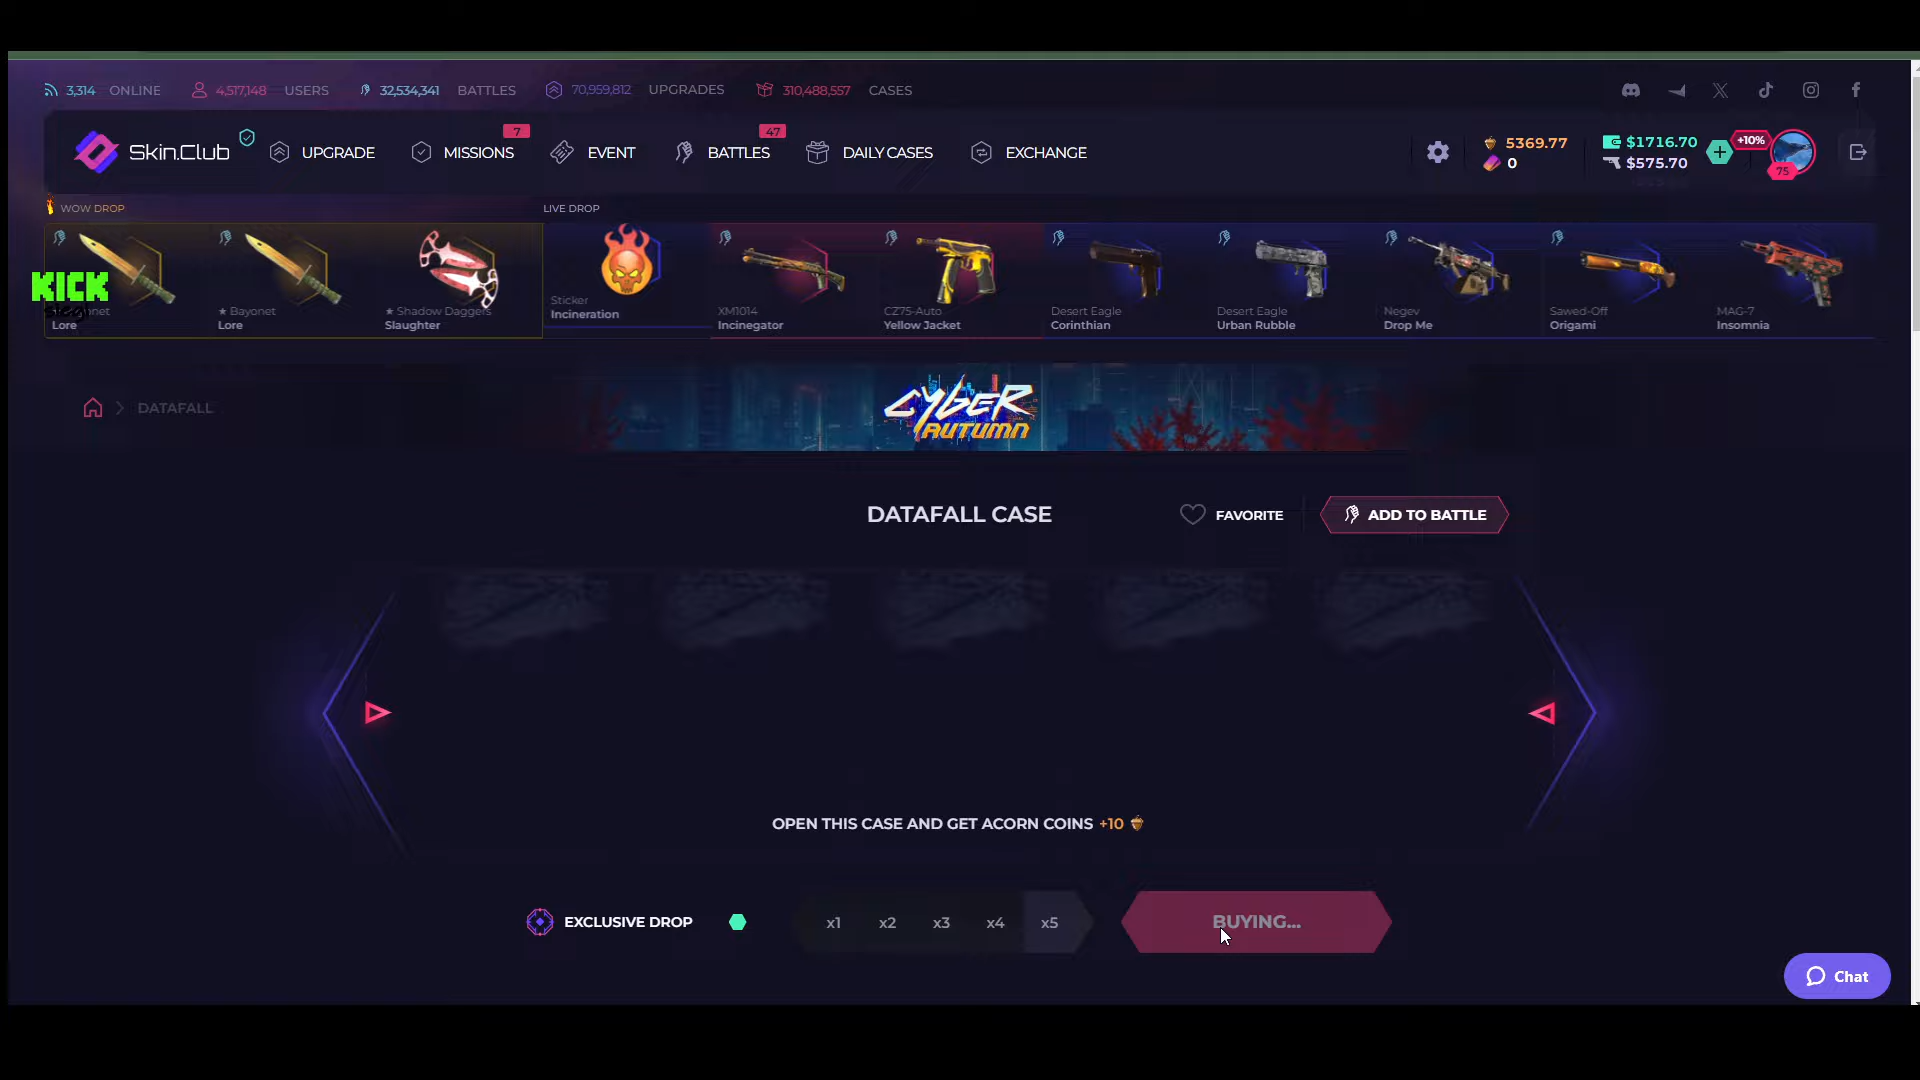 3,314 ONLINE 4,517,148 USERS 32,534,341 BATTLES 70,959,812 UPGRADES 310,488,557 CASES
Skin.Club UPGRADE 7 MISSIONS EVENT 47 BATTLES DAILY CASES EXCHANGE 5369.77 0 $1716.70 $575.70 +10% 75
WOW DROP LIVE DROP
KICK
Lore
★ Bayonet
Lore
★ Shadow Daggers
Slaughter
Sticker
Incineration
XM1014
Incinegator
CZ75-Auto
Yellow Jacket
Desert Eagle
Corinthian
Desert Eagle
Urban Rubble
Negev
Drop Me
Sawed-Off
Origami
MAG-7
Insomnia
DATAFALL
CYBER
AUTUMN
DATAFALL CASE FAVORITE ADD TO BATTLE
OPEN THIS CASE AND GET ACORN COINS +10
EXCLUSIVE DROP x1 x2 x3 x4 x5 BUYING...
Chat